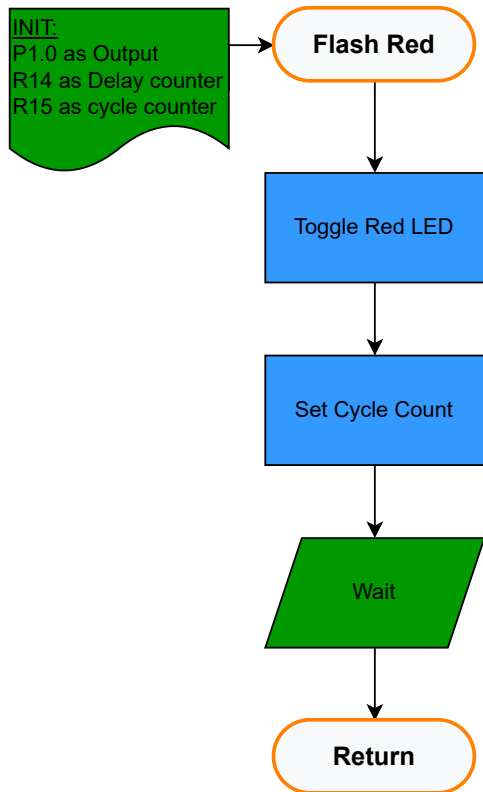 INIT:
P1.0 as Output
R14 as Delay counter
R15 as cycle counter
Flash Red
Toggle Red LED
Set Cycle Count
Wait
Return